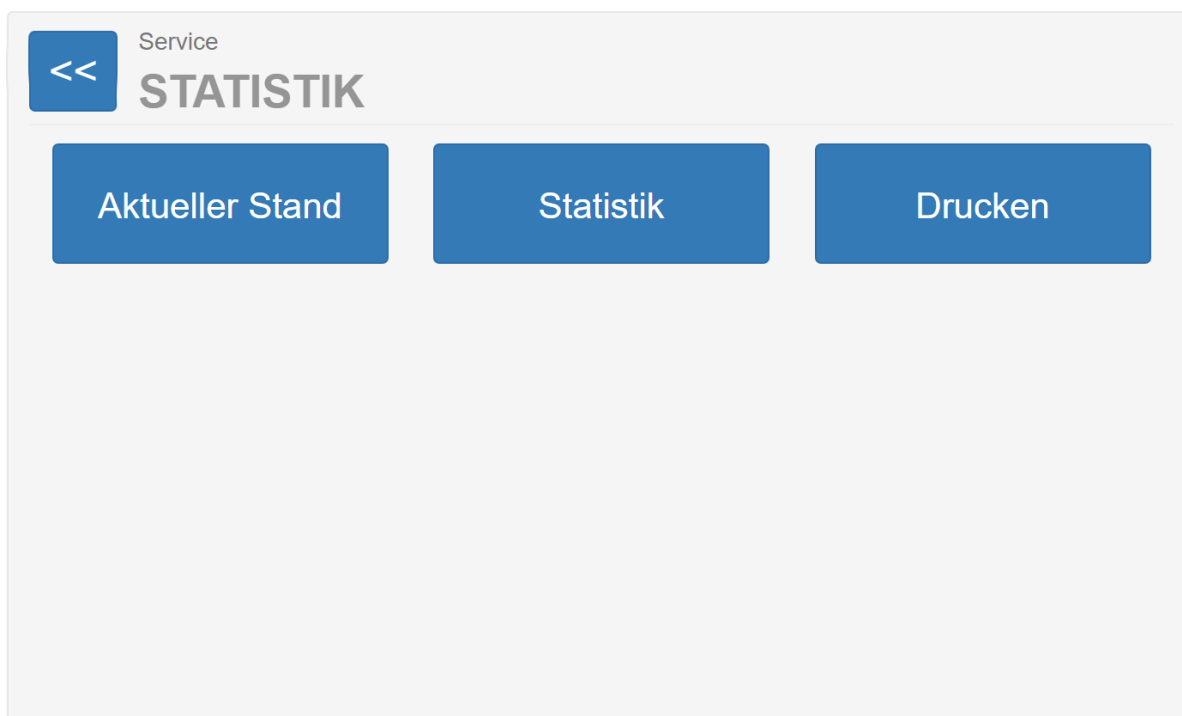 <<
Service
STATISTIK
Aktueller Stand
Statistik
Drucken